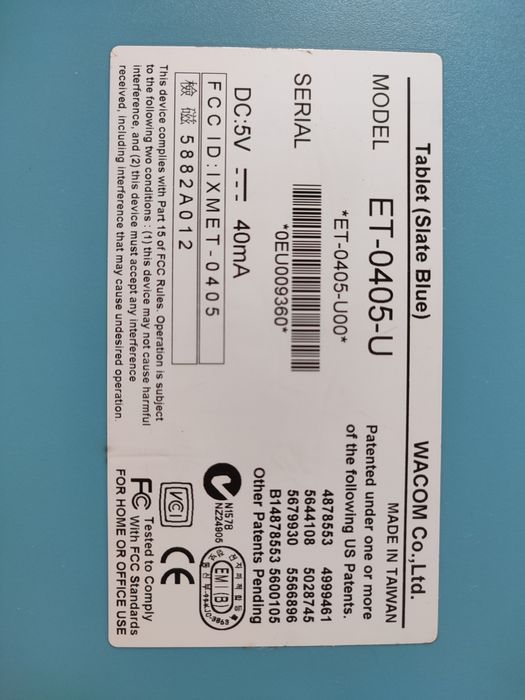 Tablet (Slate Blue) WACOM Co.,Ltd.
MADE IN TAIWAN
MODEL ET-0405-U
*ET-0405-U00*
Patented under one or more
of the following US Patents.
SERIAL
*0EU009360*
4878553 4999461
5644108 5028745
5679930 5566896
B14878553 5600105
Other Patents Pending
DC:5V 40mA
FCC ID:IXMET-0405
檢磁 5882A012
N1578
NZ24905
EMI (B)
VCI
CE
This device complies with Part 15 of FCC Rules. Operation is subject
to the following two conditions : (1) this device may not cause harmful
interference, and (2) this device must accept any interference
received, including interference that may cause undesired operation.
FC Tested to Comply
With FCC Standards
FOR HOME OR OFFICE USE